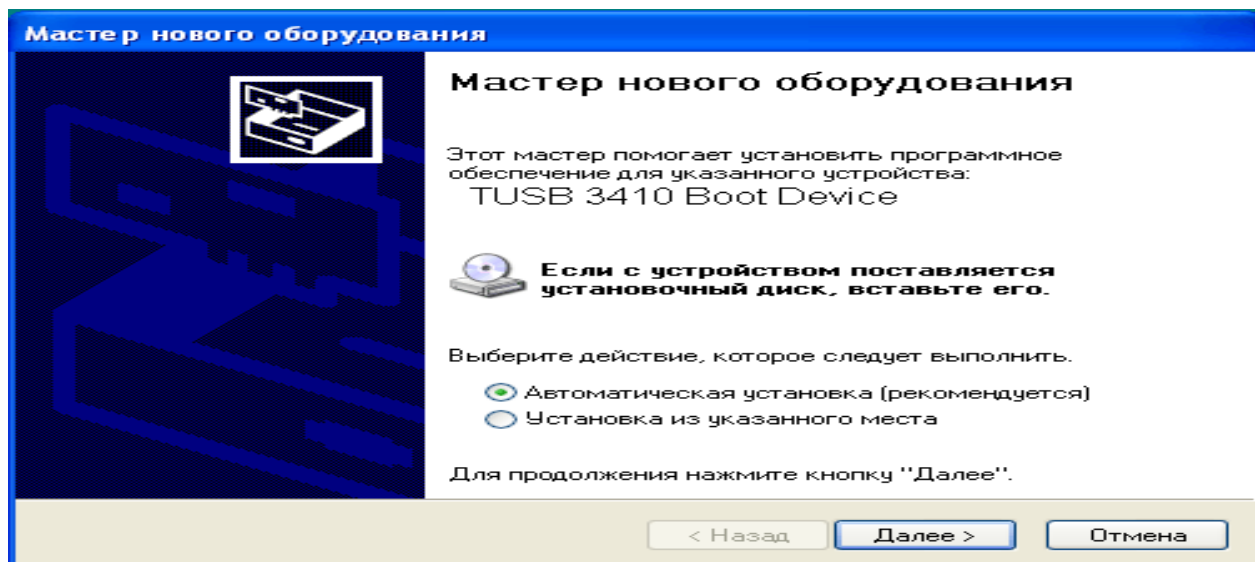 Мастер нового оборудования
Мастер нового оборудования
Этот мастер помогает установить программное
обеспечение для указанного устройства:
TUSB 3410 Boot Device
Если с устройством поставляется
установочный диск, вставьте его.
Выберите действие, которое следует выполнить.
Автоматическая установка (рекомендуется)
Установка из указанного места
Для продолжения нажмите кнопку "Далее".
< Назад Далее > Отмена